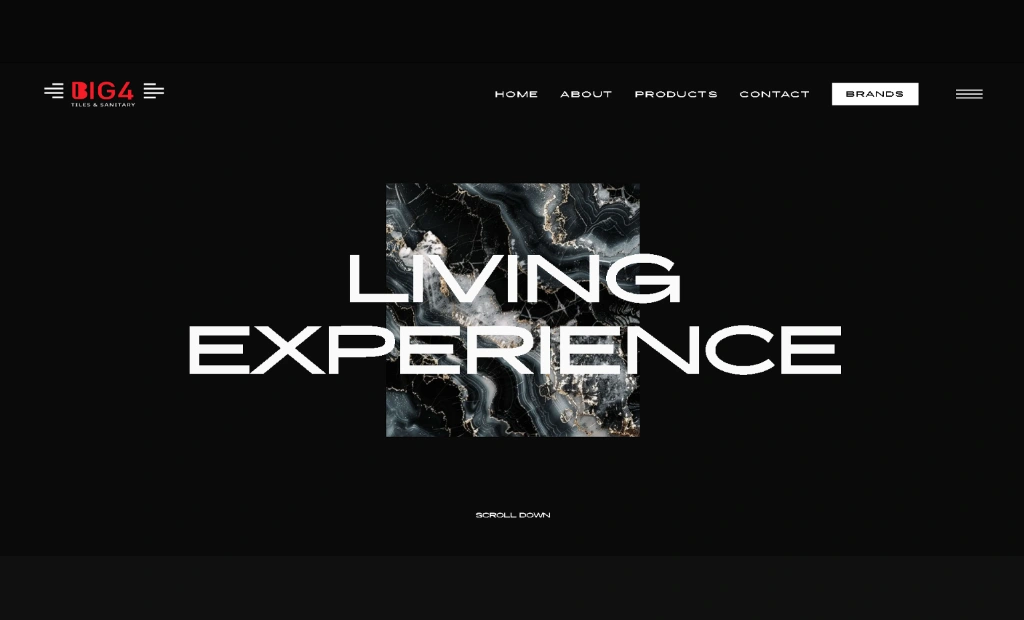 BIG4
TILES & SANITARY
HOME ABOUT PRODUCTS CONTACT BRANDS
LIVING
EXPERIENCE
SCROLL DOWN